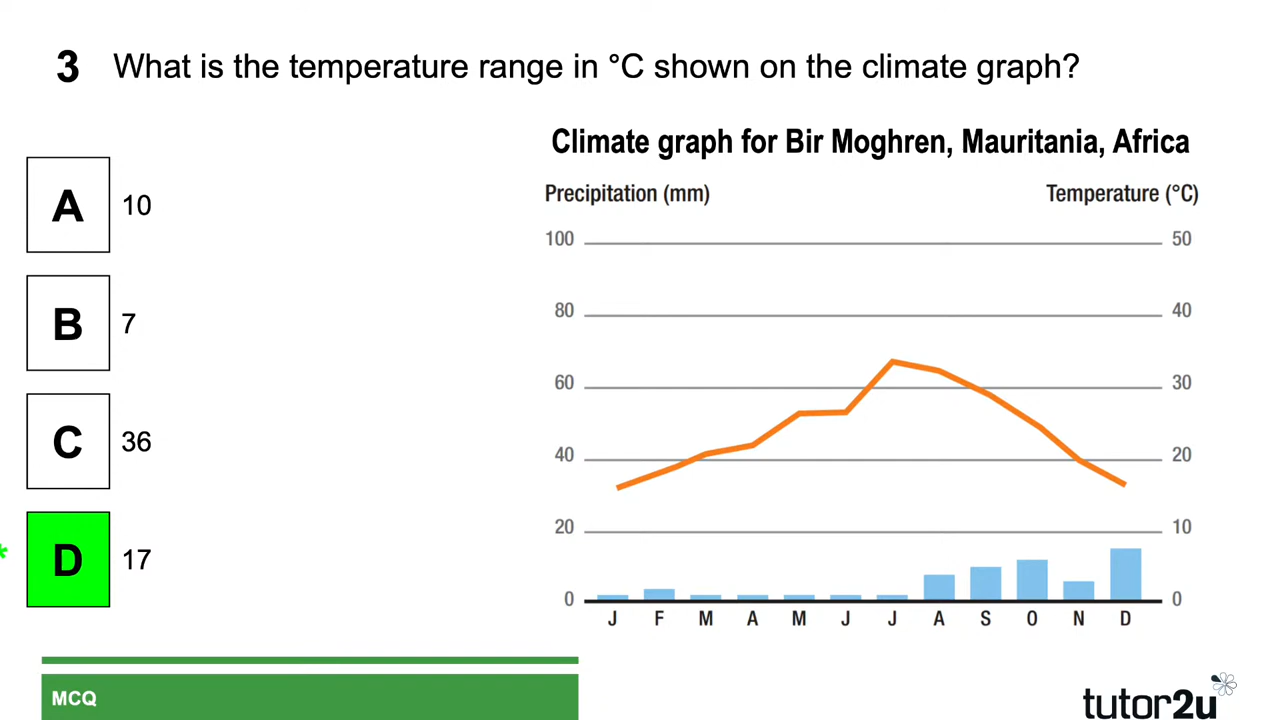 3 What is the temperature range in °C shown on the climate graph?
A 10
B 7
C 36
* D 17
Climate graph for Bir Moghren, Mauritania, Africa
Precipitation (mm) Temperature (°C)
100 50
80 40
60 30
40 20
20 10
0 0
J F M A M J J A S O N D
MCQ
tutor2u